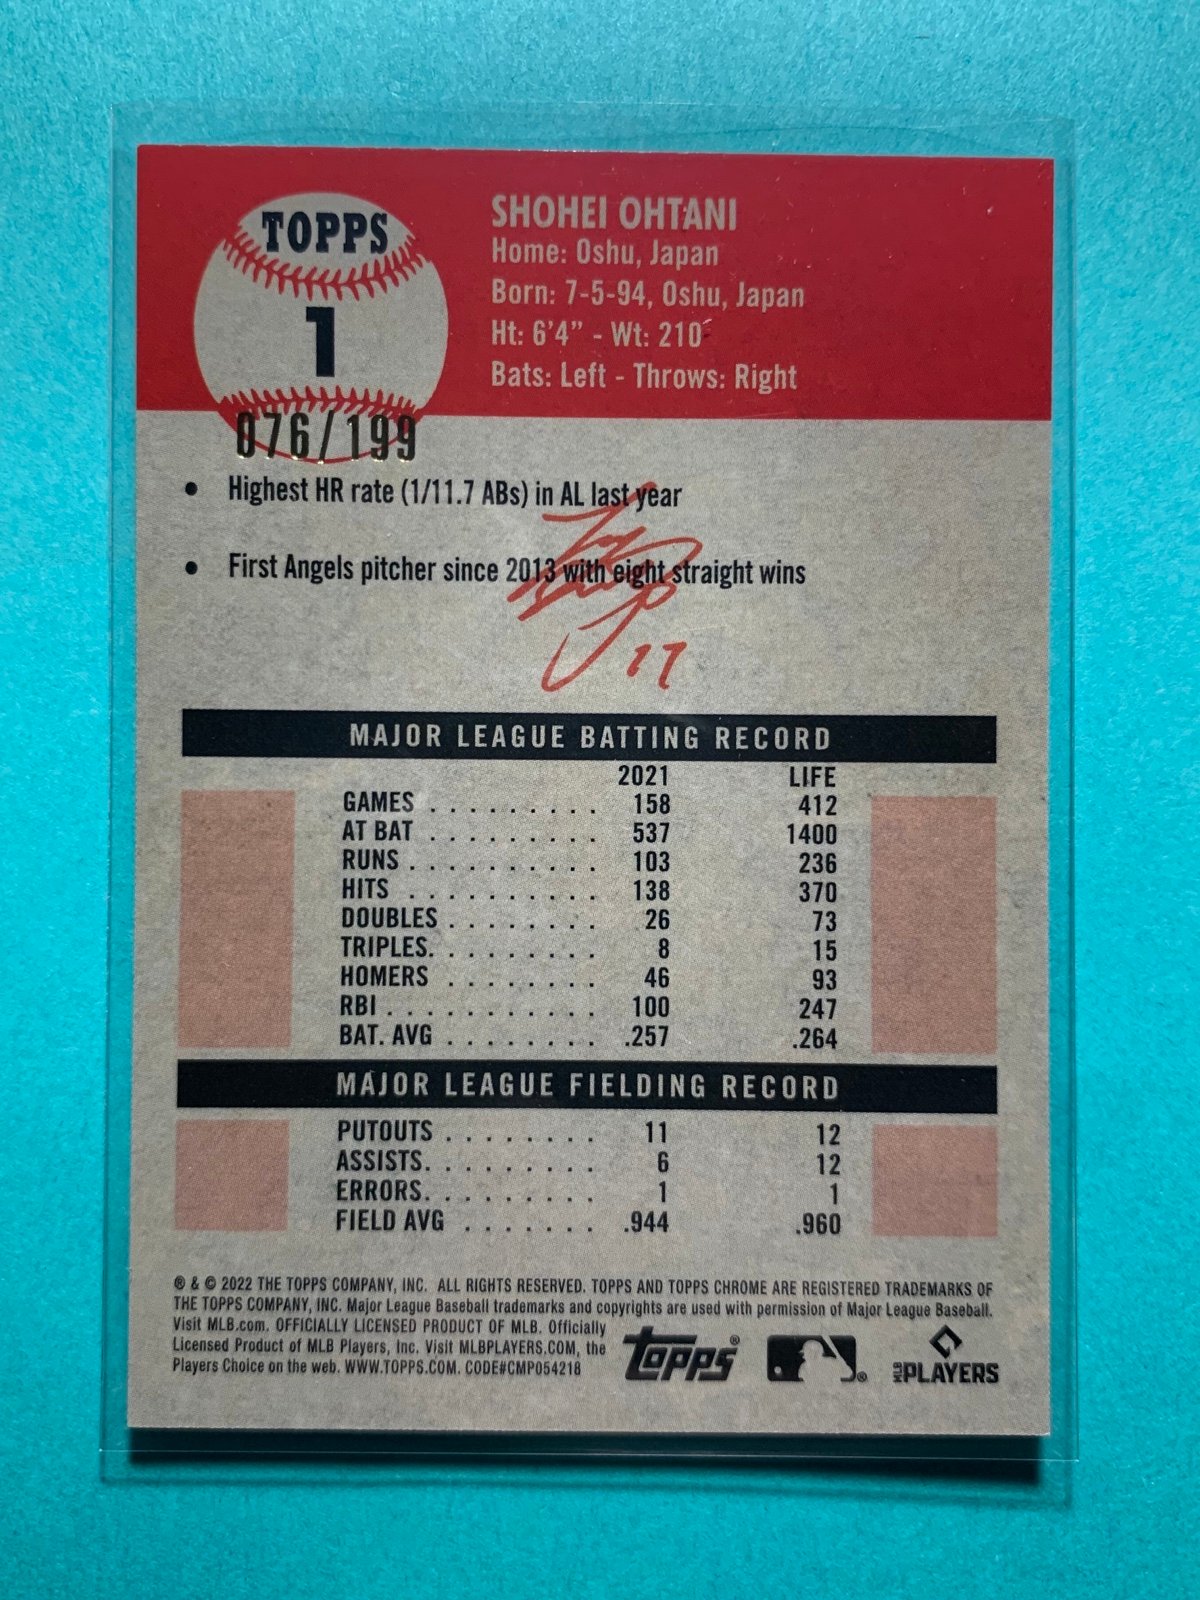 TOPPS
1
076/199
SHOHEI OHTANI
Home: Oshu, Japan
Born: 7-5-94, Oshu, Japan
Ht: 6'4" - Wt: 210
Bats: Left - Throws: Right
• Highest HR rate (1/11.7 ABs) in AL last year
• First Angels pitcher since 2013 with eight straight wins
17
MAJOR LEAGUE BATTING RECORD
2021 LIFE
GAMES . . . . . . . . . 158 412
AT BAT . . . . . . . . . 537 1400
RUNS . . . . . . . . . . 103 236
HITS . . . . . . . . . . 138 370
DOUBLES . . . . . . . . 26 73
TRIPLES. . . . . . . . . 8 15
HOMERS . . . . . . . . 46 93
RBI . . . . . . . . . . . 100 247
BAT. AVG . . . . . . . . .257 .264
MAJOR LEAGUE FIELDING RECORD
PUTOUTS . . . . . . . . 11 12
ASSISTS. . . . . . . . . 6 12
ERRORS. . . . . . . . . 1 1
FIELD AVG . . . . . . . .944 .960
® & © 2022 THE TOPPS COMPANY, INC. ALL RIGHTS RESERVED. TOPPS AND TOPPS CHROME ARE REGISTERED TRADEMARKS OF
THE TOPPS COMPANY, INC. Major League Baseball trademarks and copyrights are used with permission of Major League Baseball.
Visit MLB.com. OFFICIALLY LICENSED PRODUCT OF MLB. Officially
Licensed Product of MLB Players, Inc. Visit MLBPLAYERS.COM, the
Players Choice on the web. WWW.TOPPS.COM. CODE#CMP054218
topps®
®
MLB PLAYERS